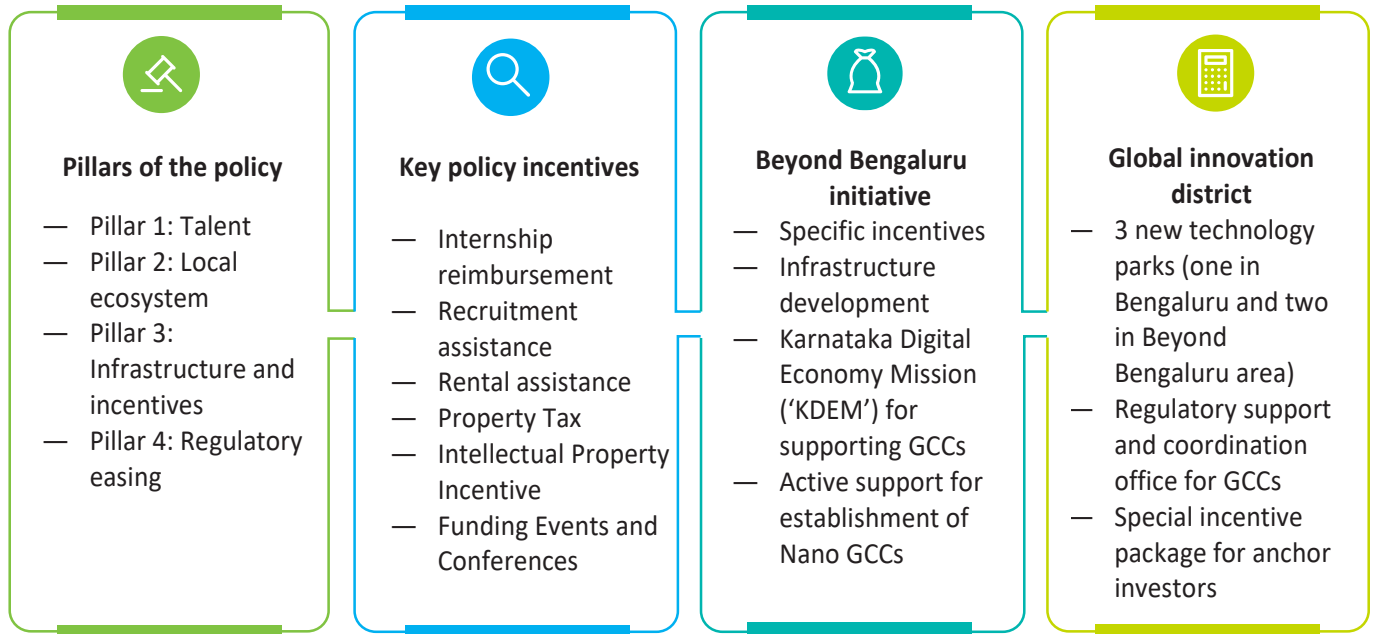 Pillars of the policy
— Pillar 1: Talent
— Pillar 2: Local
ecosystem
— Pillar 3:
Infrastructure and
incentives
— Pillar 4: Regulatory
easing
Key policy incentives
— Internship
reimbursement
— Recruitment
assistance
— Rental assistance
— Property Tax
— Intellectual Property
Incentive
— Funding Events and
Conferences
Beyond Bengaluru
initiative
— Specific incentives
— Infrastructure
development
— Karnataka Digital
Economy Mission
(‘KDEM’) for
supporting GCCs
— Active support for
establishment of
Nano GCCs
Global innovation
district
— 3 new technology
parks (one in
Bengaluru and two
in Beyond
Bengaluru area)
— Regulatory support
and coordination
office for GCCs
— Special incentive
package for anchor
investors